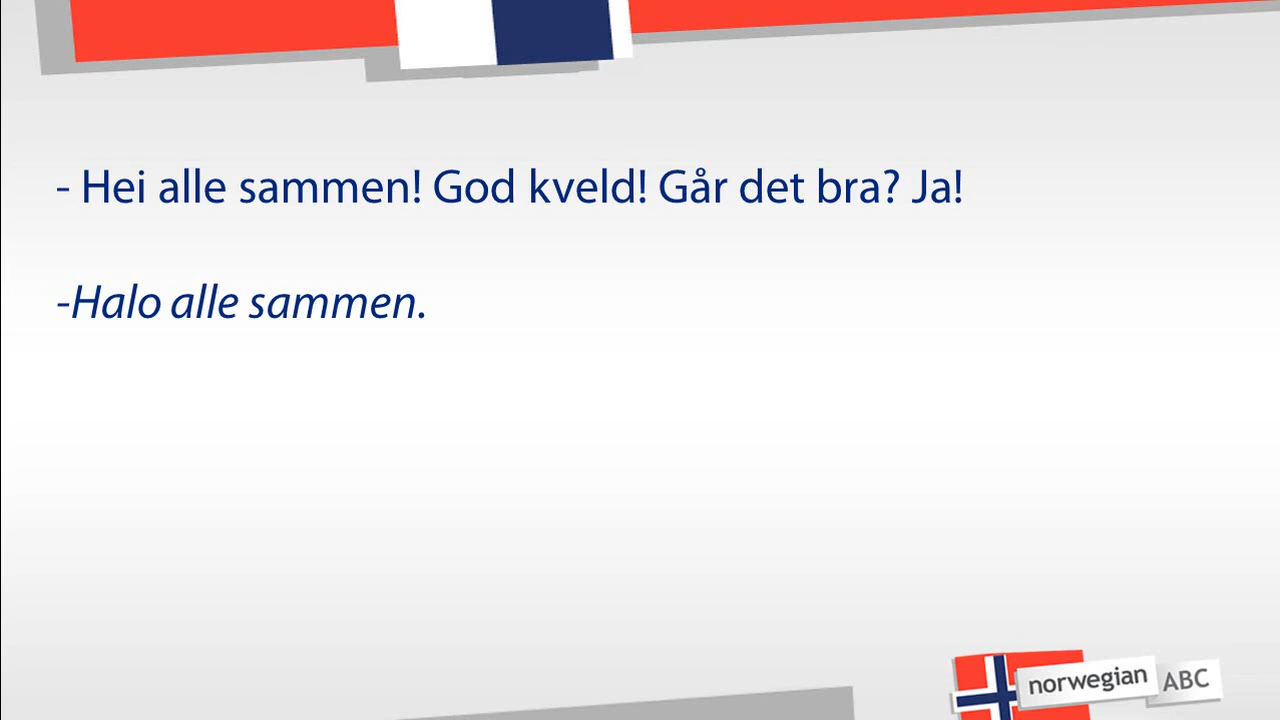 - Hei alle sammen! God kveld! Går det bra? Ja!
-Halo alle sammen.
norwegian ABC